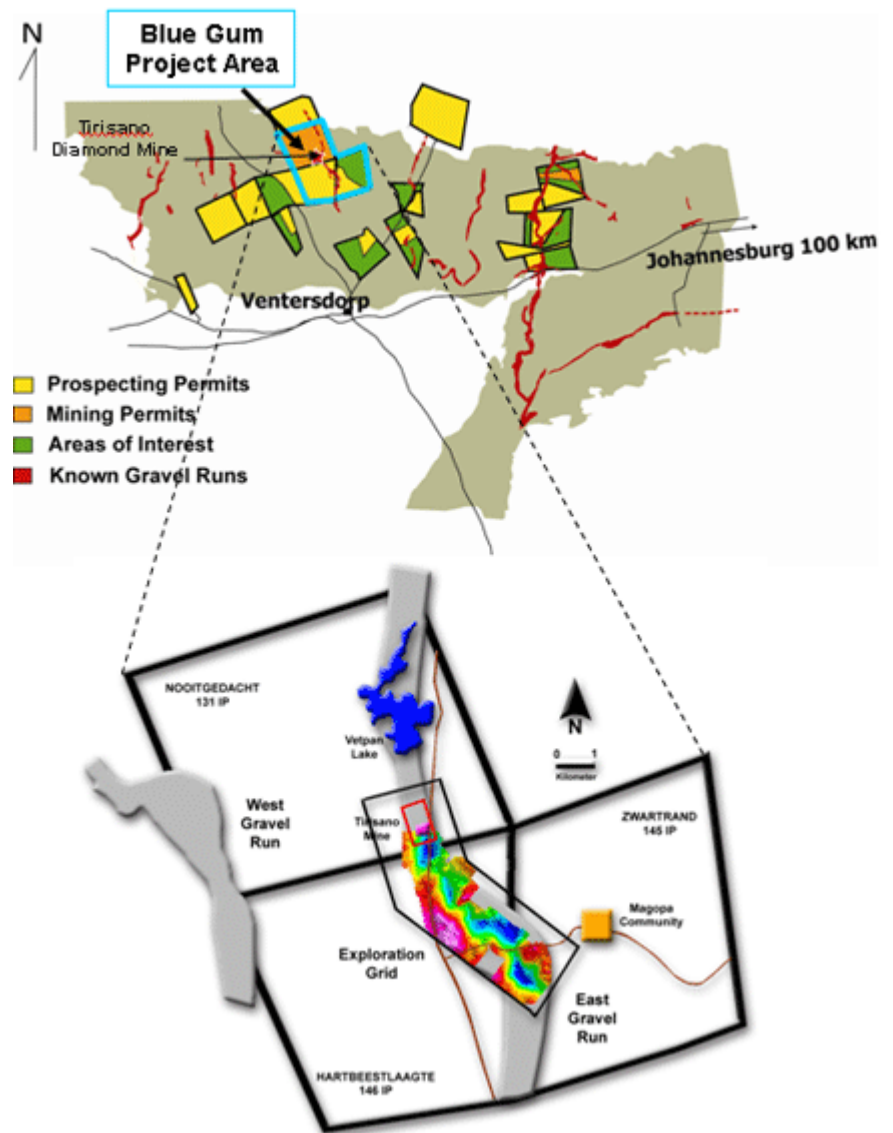 N
Blue Gum
Project Area
Tirisano
Diamond Mine
Johannesburg 100 km
Ventersdorp
Prospecting Permits
Mining Permits
Areas of Interest
Known Gravel Runs
NOOITGEDACHT
131 IP
Vetpan
Lake
N
0 1
Kilometer
West
Gravel
Run
Tirisano
Mine
ZWARTRAND
145 IP
Magopa
Community
Exploration
Grid
East
Gravel
Run
HARTBEESTLAAGTE
146 IP